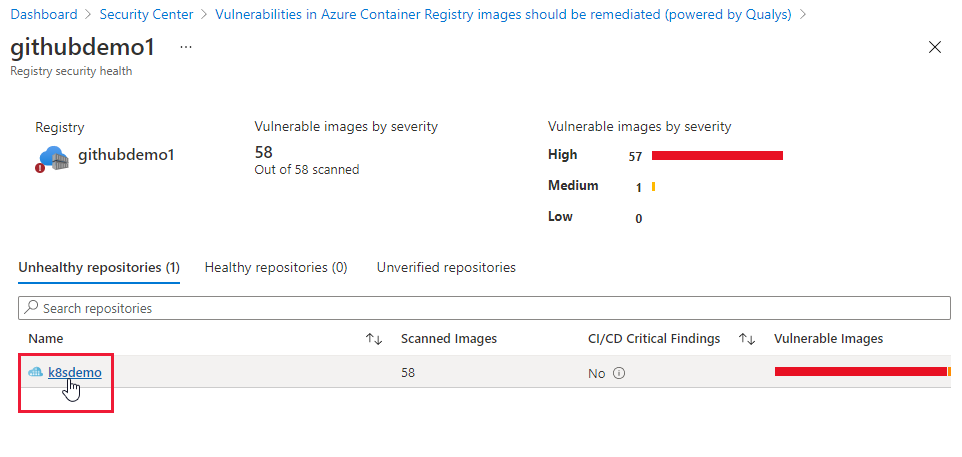 Dashboard > Security Center > Vulnerabilities in Azure Container Registry images should be remediated (powered by Qualys) >
githubdemo1 ...
Registry security health
Registry
githubdemo1
Vulnerable images by severity
58
Out of 58 scanned
Vulnerable images by severity
High 57
Medium 1
Low 0
Unhealthy repositories (1) Healthy repositories (0) Unverified repositories
Search repositories
Name Scanned Images CI/CD Critical Findings Vulnerable Images
k8sdemo 58 No